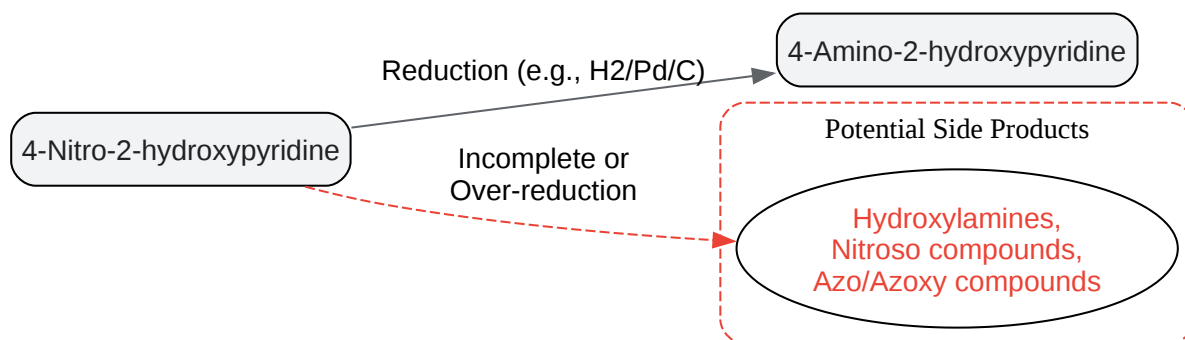 4-Amino-2-hydroxypyridine
Reduction (e.g., H2/Pd/C)
4-Nitro-2-hydroxypyridine
Potential Side Products
Incomplete or
Over-reduction
Hydroxylamines,
Nitroso compounds,
Azo/Azoxy compounds